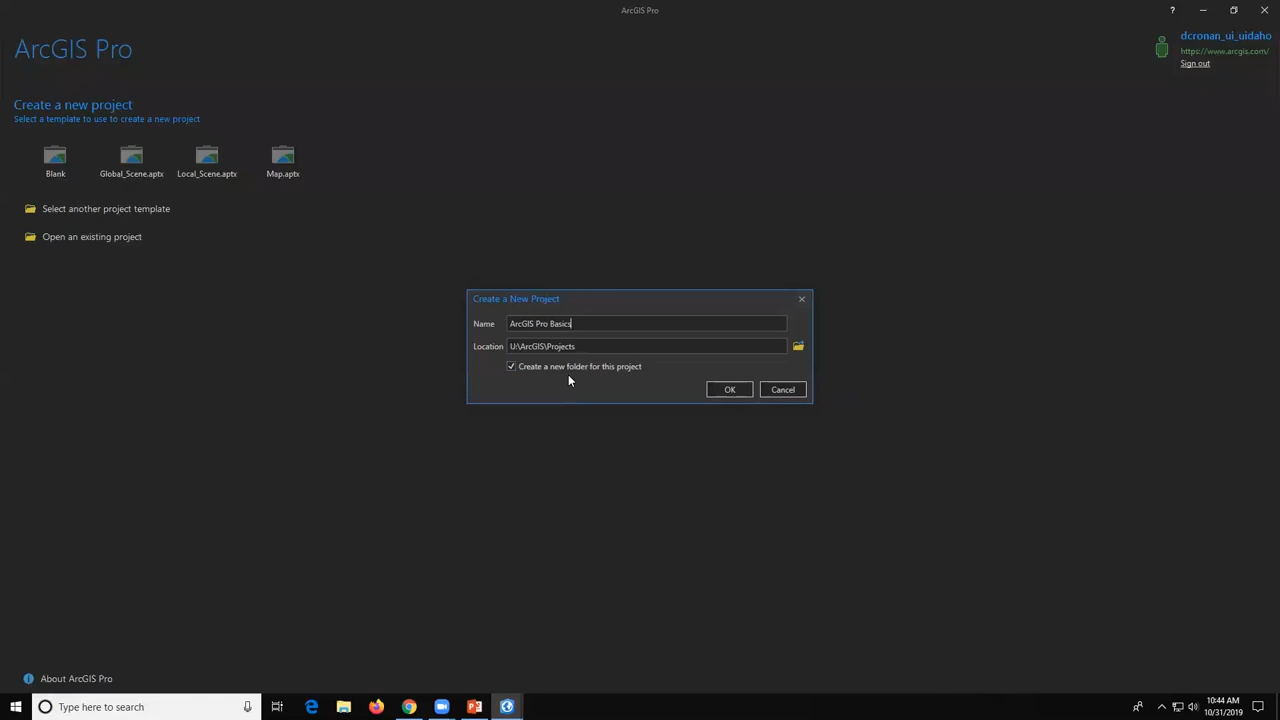 ArcGIS Pro
?
ArcGIS Pro
dcronan_ui_uidaho
https://www.arcgis.com/
Sign out
Create a new project
Select a template to use to create a new project
Blank
Global_Scene.aptx
Local_Scene.aptx
Map.aptx
Select another project template
Open an existing project
Create a New Project
Name
ArcGIS Pro Basics
Location
U:\ArcGIS\Projects
Create a new folder for this project
OK
Cancel
About ArcGIS Pro
Type here to search
10:44 AM
10/31/2019